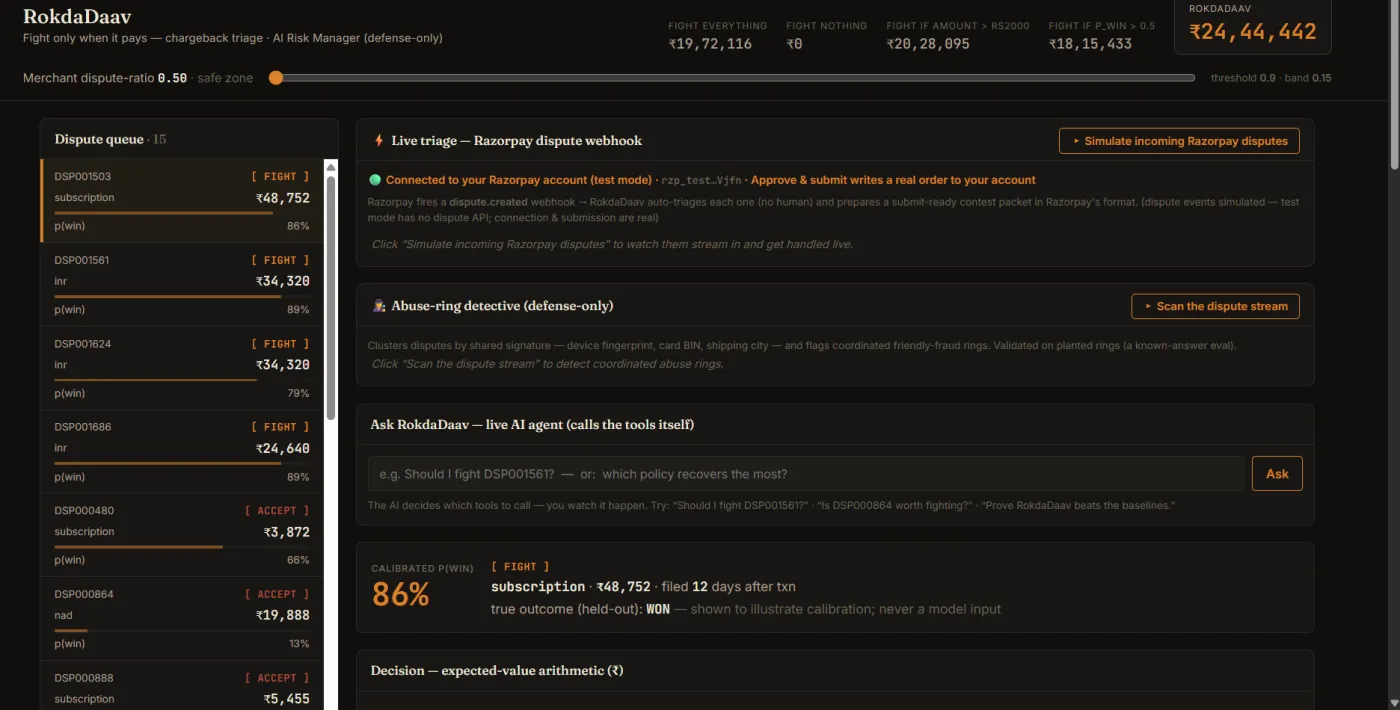 RokdaDaav
Fight only when it pays — chargeback triage · AI Risk Manager (defense-only)
FIGHT EVERYTHING
₹19,72,116
FIGHT NOTHING
₹0
FIGHT IF AMOUNT > RS2000
₹20,28,095
FIGHT IF P_WIN > 0.5
₹18,15,433
ROKDADAAV
₹24,44,442
Merchant dispute-ratio 0.50 · safe zone
threshold 0.9 · band 0.15
Dispute queue · 15
DSP001503 [ FIGHT ]
subscription ₹48,752
p(win) 86%
DSP001561 [ FIGHT ]
inr ₹34,320
p(win) 89%
DSP001624 [ FIGHT ]
inr ₹34,320
p(win) 79%
DSP001686 [ FIGHT ]
inr ₹24,640
p(win) 89%
DSP000480 [ ACCEPT ]
subscription ₹3,872
p(win) 66%
DSP000864 [ ACCEPT ]
nad ₹19,888
p(win) 13%
DSP000888 [ ACCEPT ]
subscription ₹5,455
Live triage — Razorpay dispute webhook
‣ Simulate incoming Razorpay disputes
Connected to your Razorpay account (test mode) · rzp_test…Vjfn · Approve & submit writes a real order to your account
Razorpay fires a dispute.created webhook → RokdaDaav auto-triages each one (no human) and prepares a submit-ready contest packet in Razorpay's format. (dispute events simulated — test
mode has no dispute API; connection & submission are real)
Click “Simulate incoming Razorpay disputes” to watch them stream in and get handled live.
Abuse-ring detective (defense-only)
‣ Scan the dispute stream
Clusters disputes by shared signature — device fingerprint, card BIN, shipping city — and flags coordinated friendly-fraud rings. Validated on planted rings (a known-answer eval).
Click “Scan the dispute stream” to detect coordinated abuse rings.
Ask RokdaDaav — live AI agent (calls the tools itself)
e.g. Should I fight DSP001561? — or: which policy recovers the most?
Ask
The AI decides which tools to call — you watch it happen. Try: “Should I fight DSP001561?” · “Is DSP000864 worth fighting?” · “Prove RokdaDaav beats the baselines.”
CALIBRATED P(WIN)
86%
[ FIGHT ]
subscription · ₹48,752 · filed 12 days after txn
true outcome (held-out): WON — shown to illustrate calibration; never a model input
Decision — expected-value arithmetic (₹)